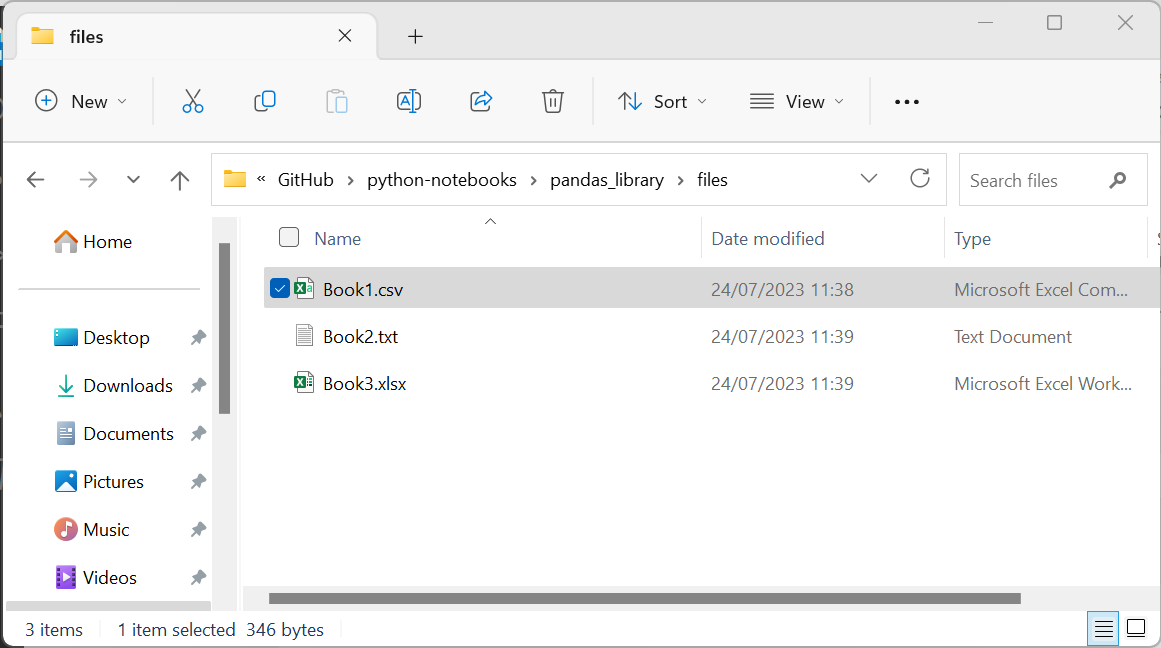 files
New
Sort
View
« GitHub > python-notebooks > pandas_library > files
Search files
Home
Desktop
Downloads
Documents
Pictures
Music
Videos
Name Date modified Type
Book1.csv 24/07/2023 11:38 Microsoft Excel Com...
Book2.txt 24/07/2023 11:39 Text Document
Book3.xlsx 24/07/2023 11:39 Microsoft Excel Work...
3 items 1 item selected 346 bytes